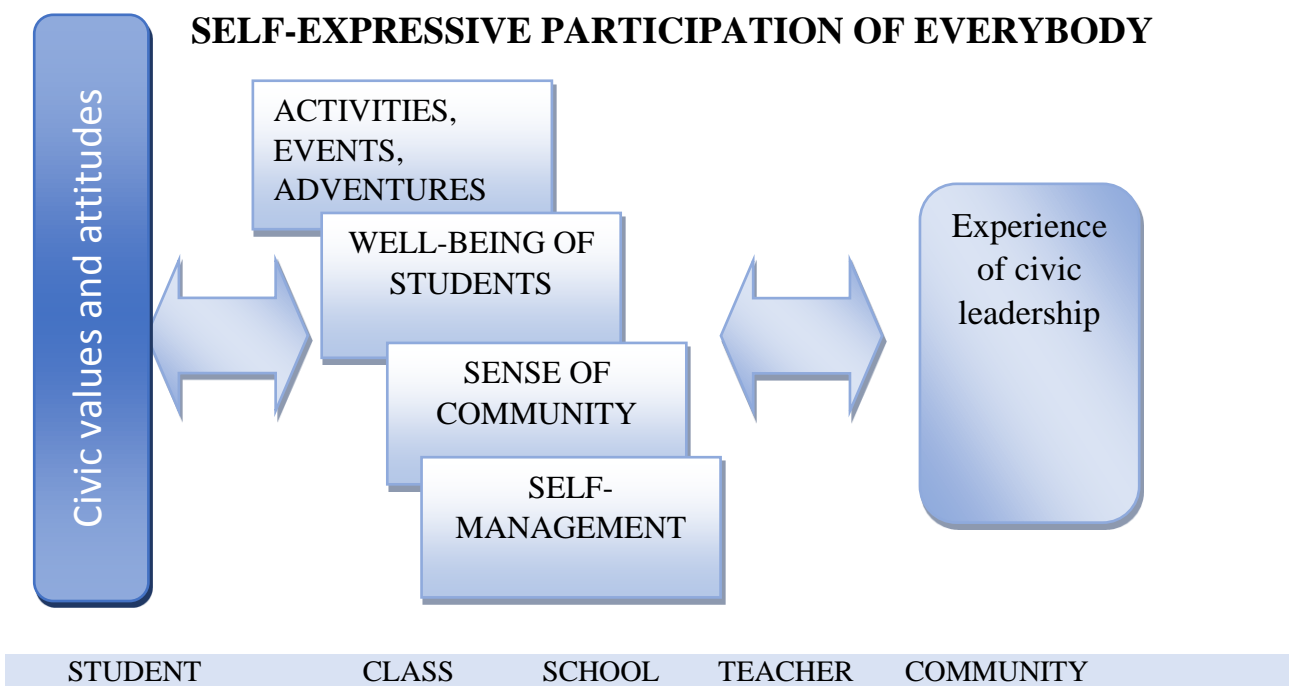 SELF-EXPRESSIVE PARTICIPATION OF EVERYBODY
Civic values and attitudes
ACTIVITIES,
EVENTS,
ADVENTURES
WELL-BEING OF
STUDENTS
SENSE OF
COMMUNITY
SELF-
MANAGEMENT
Experience
of civic
leadership
STUDENT CLASS SCHOOL TEACHER COMMUNITY